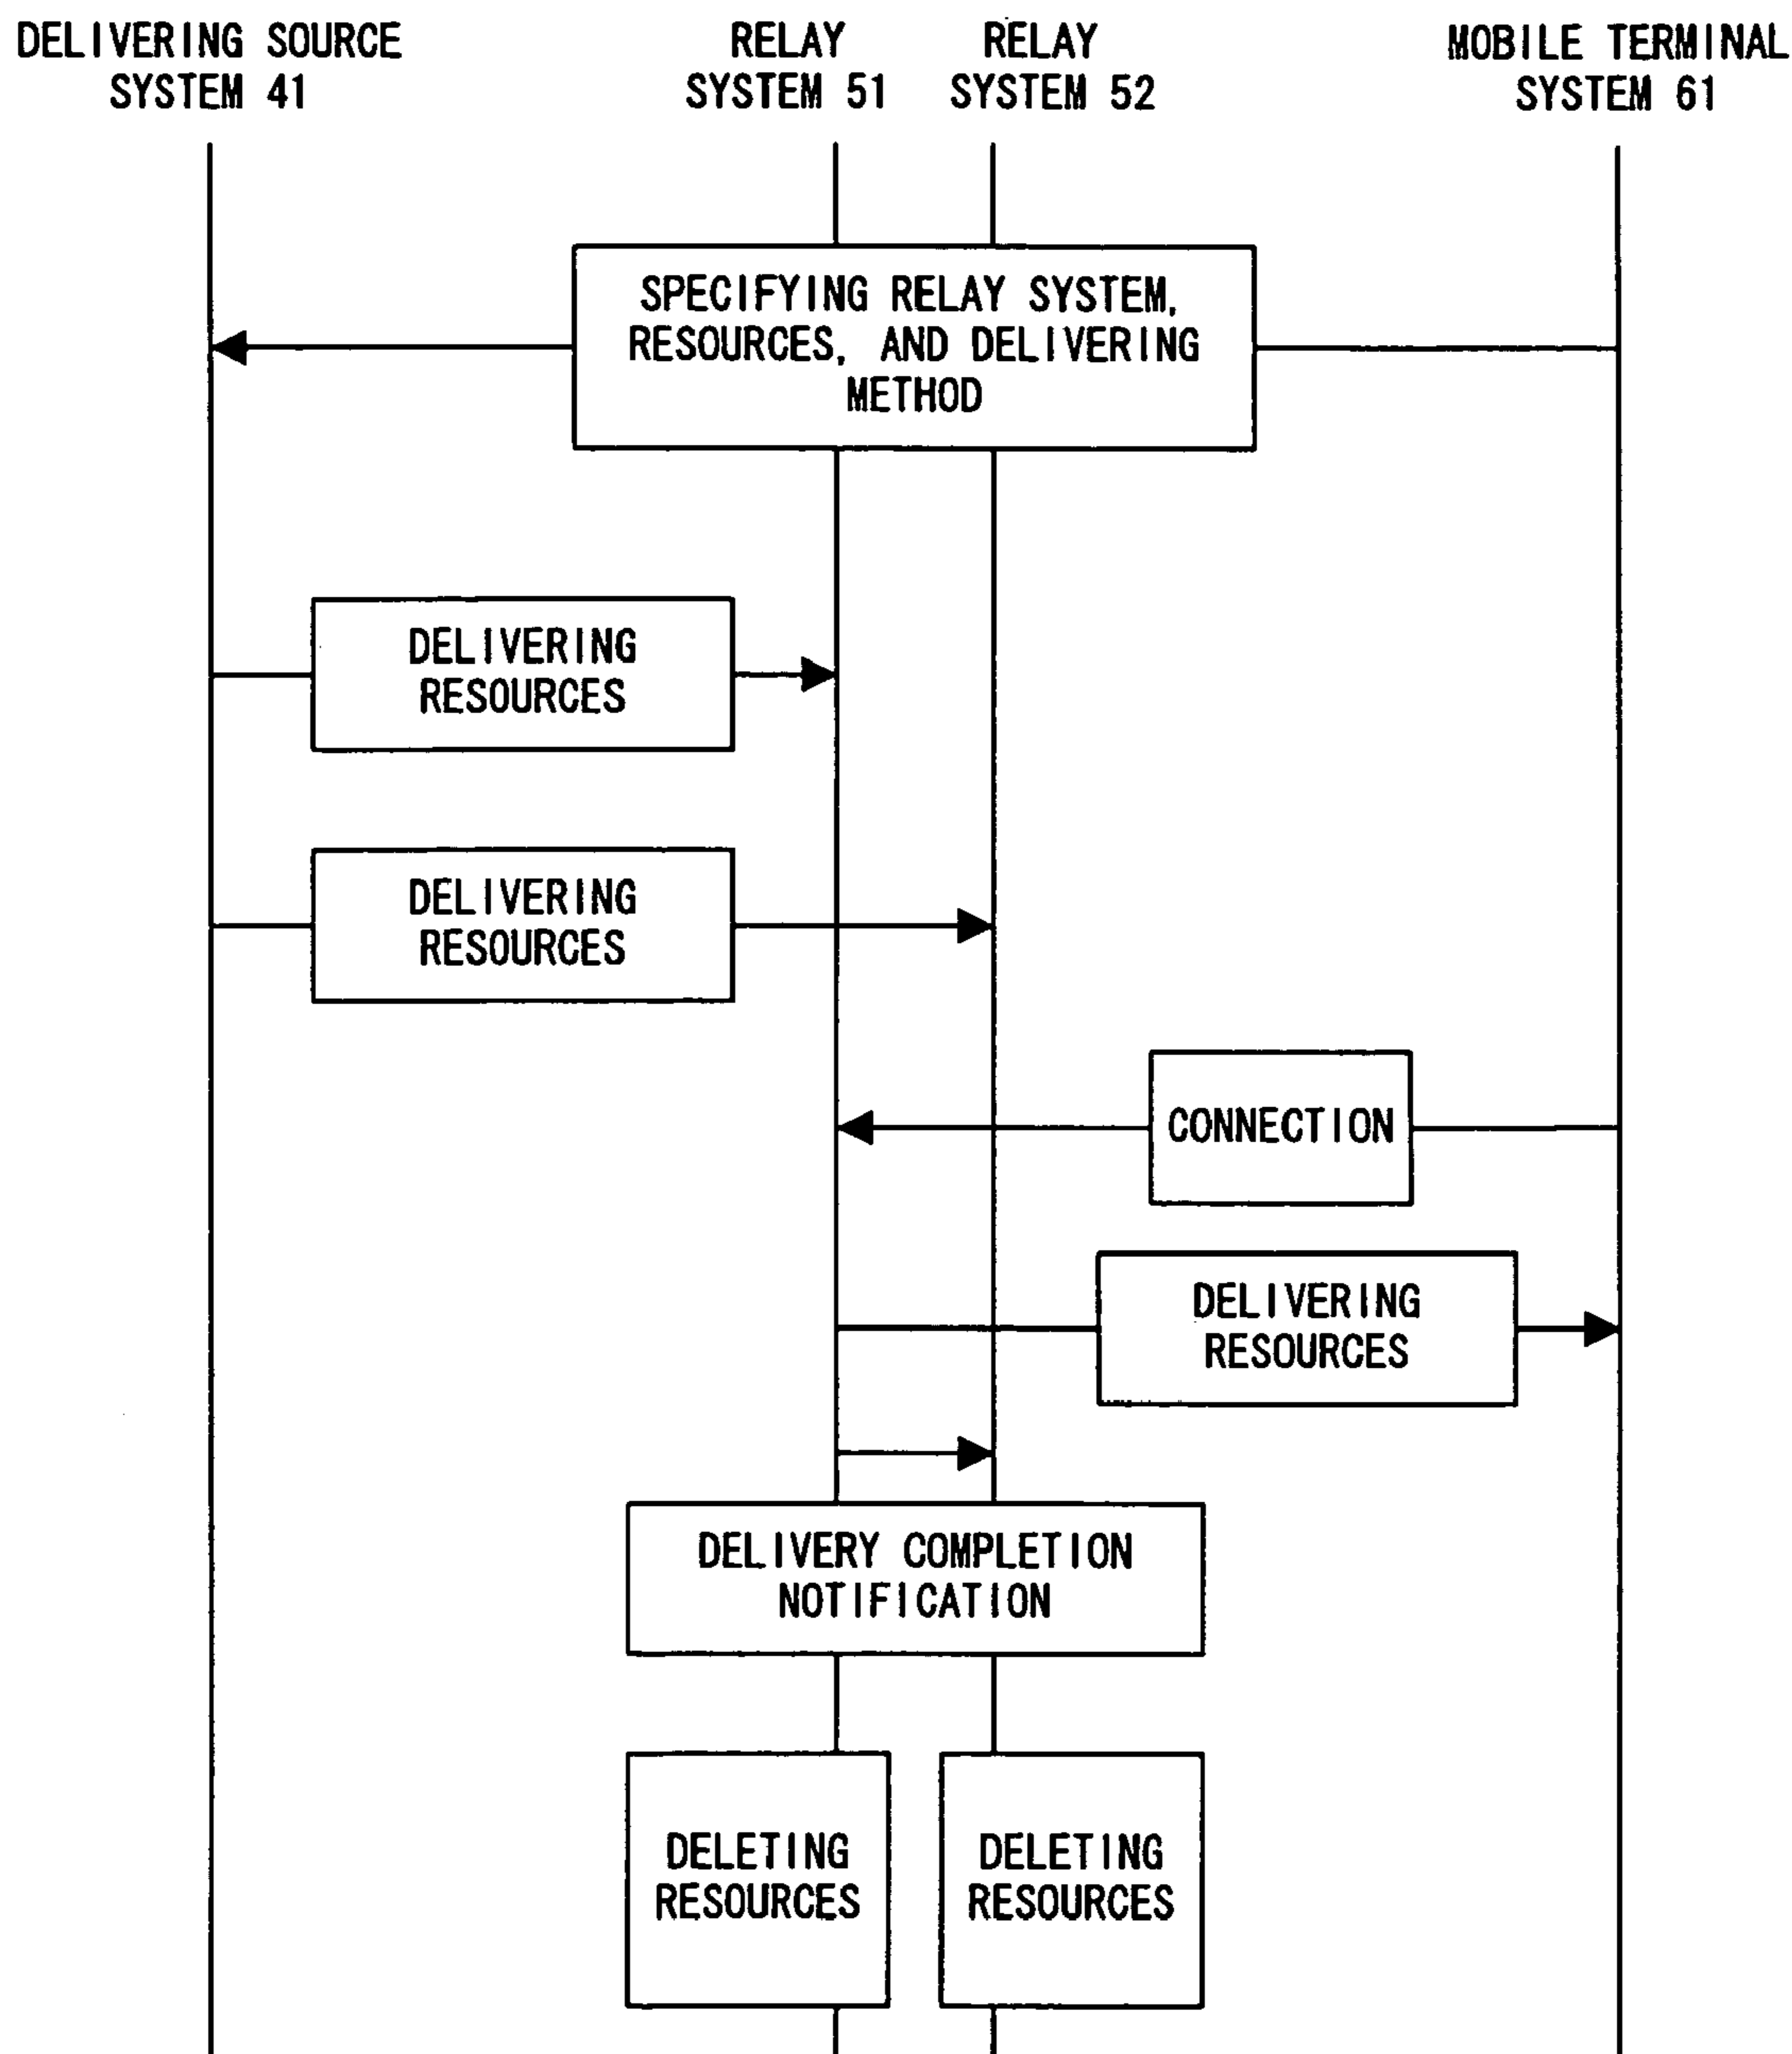 DELIVERING SOURCE
SYSTEM 41
RELAY
SYSTEM 51
RELAY
SYSTEM 52
MOBILE TERMINAL
SYSTEM 61
SPECIFYING RELAY SYSTEM,
RESOURCES, AND DELIVERING
METHOD
DELIVERING
RESOURCES
DELIVERING
RESOURCES
CONNECTION
DELIVERING
RESOURCES
DELIVERY COMPLETION
NOTIFICATION
DELETING
RESOURCES
DELETING
RESOURCES